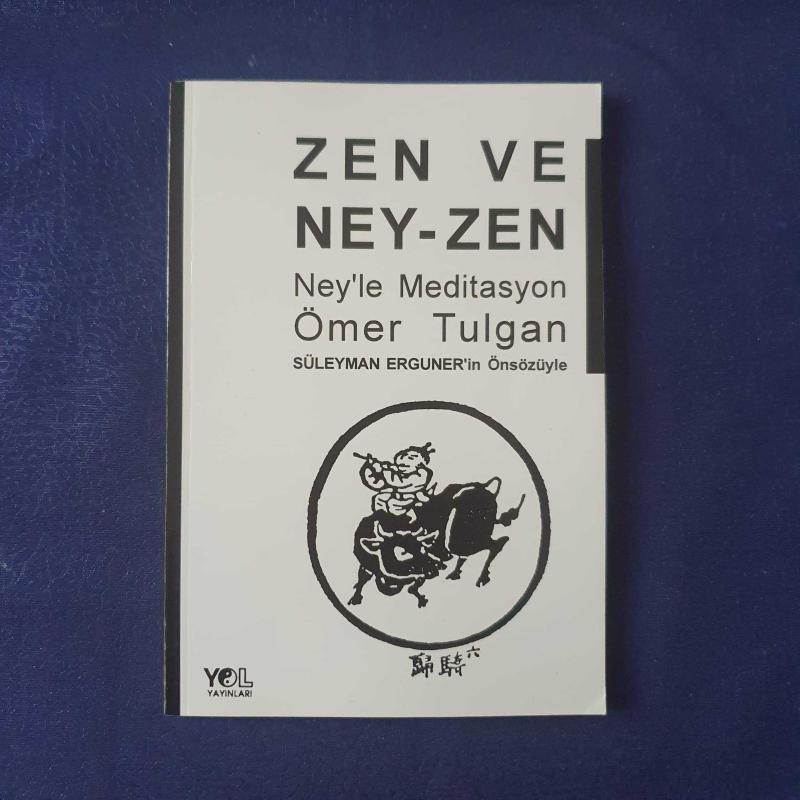 ZEN VE
NEY-ZEN
Ney'le Meditasyon
Ömer Tulgan
SÜLEYMAN ERGUNER'in Önsözüyle
歸騎六
YOL
YAYINLARI